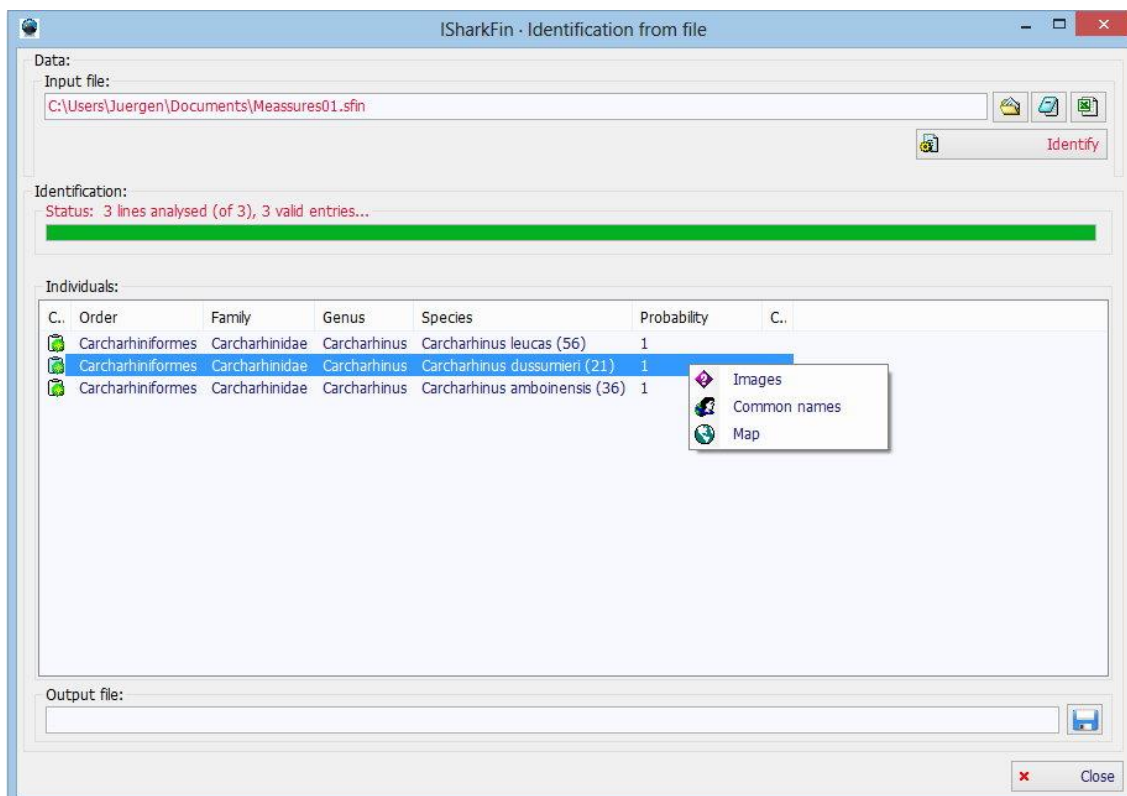 ISharkFin · Identification from file
Data:
Input file:
C:\Users\Juergen\Documents\Meassures01.sfin
Identify
Identification:
Status: 3 lines analysed (of 3), 3 valid entries...
Individuals:
C.. Order Family Genus Species Probability C..
Carcharhiniformes Carcharhinidae Carcharhinus Carcharhinus leucas (56) 1
Carcharhiniformes Carcharhinidae Carcharhinus Carcharhinus dussumieri (21) 1
Carcharhiniformes Carcharhinidae Carcharhinus Carcharhinus amboinensis (36) 1
Images
Common names
Map
Output file:
Close